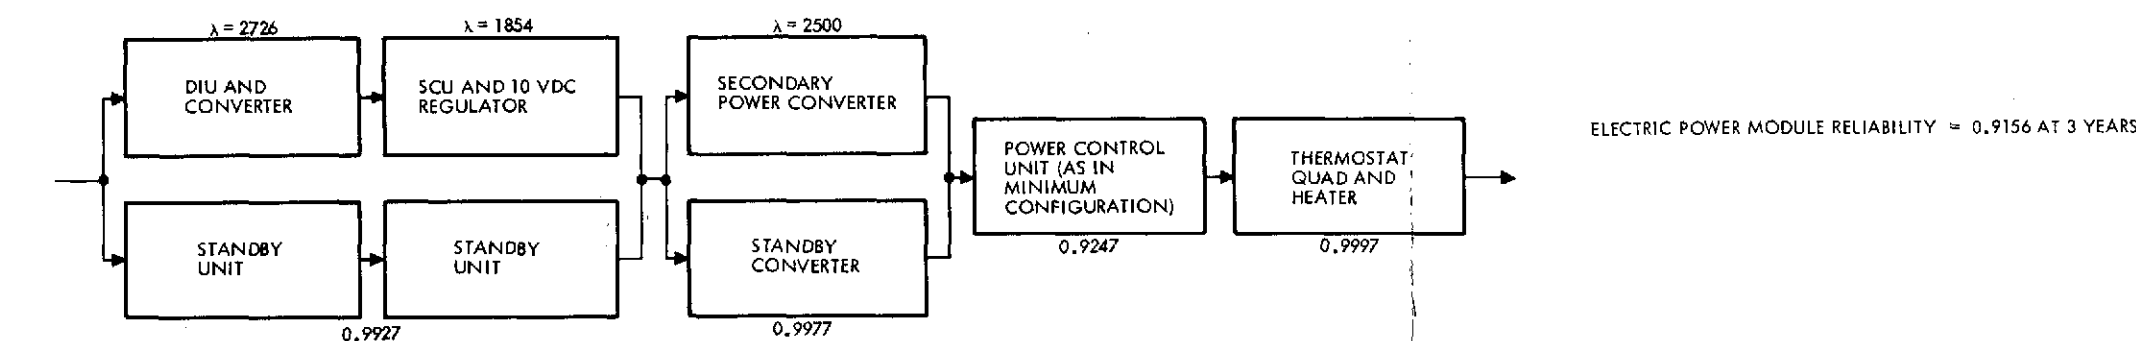 λ = 2726
λ = 1854
λ = 2500
DIU AND
CONVERTER
SCU AND 10 VDC
REGULATOR
SECONDARY
POWER CONVERTER
POWER CONTROL
UNIT (AS IN
MINIMUM
CONFIGURATION)
THERMOSTAT
QUAD AND
HEATER
ELECTRIC POWER MODULE RELIABILITY = 0.9156 AT 3 YEARS
STANDBY
UNIT
STANDBY
UNIT
STANDBY
CONVERTER
0.9247
0.9997
0.9927
0.9977